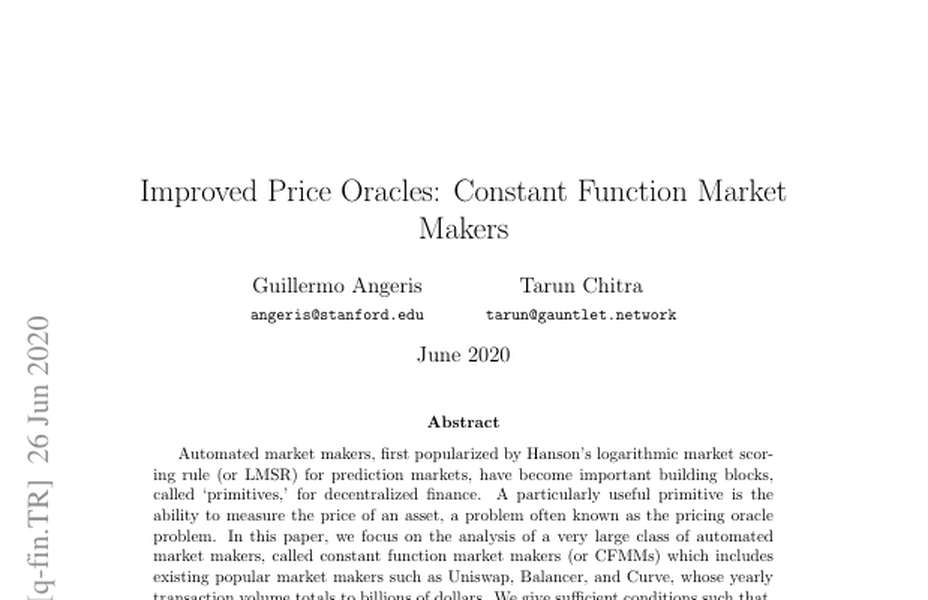 Improved Price Oracles: Constant Function Market
Makers
Guillermo Angeris
Tarun Chitra
angeris@stanford.edu
tarun@gauntlet.network
June 2020
Abstract
Automated market makers, first popularized by Hanson's logarithmic market scor-
ing rule (or LMSR) for prediction markets, have become important building blocks,
called ‘primitives,’ for decentralized finance. A particularly useful primitive is the
ability to measure the price of an asset, a problem often known as the pricing oracle
problem. In this paper, we focus on the analysis of a very large class of automated
market makers, called constant function market makers (or CFMMs) which includes
existing popular market makers such as Uniswap, Balancer, and Curve, whose yearly
transaction volume totals to billions of dollars. We give sufficient conditions such that,
[q-fin.TR] 26 Jun 2020